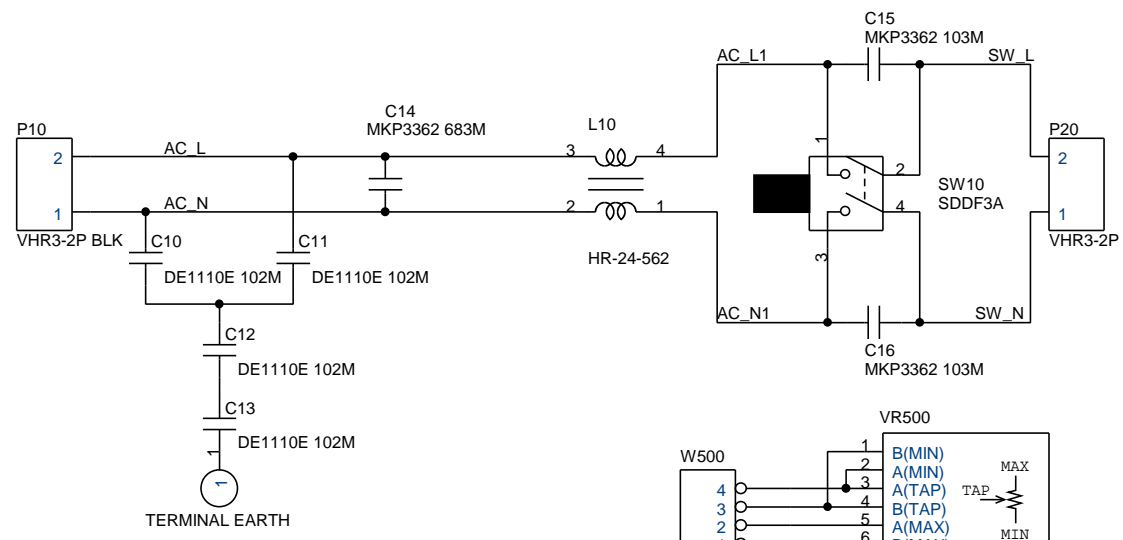 C15
MKP3362 103M
AC_L1
SW_L
C14
MKP3362 683M
L10
P10
P20
2
AC_L
3
4
1
2
2
SW10
SDDF3A
1
AC_N
2
1
4
1
VHR3-2P BLK
C10
C11
VHR3-2P
DE1110E 102M
DE1110E 102M
HR-24-562
3
AC_N1
SW_N
C12
C16
MKP3362 103M
DE1110E 102M
C13
DE1110E 102M
1
1
TERMINAL EARTH
VR500
W500
1
B(MIN)
2
A(MIN)
MAX
4
3
A(TAP)
TAP
3
4
B(TAP)
2
5
A(MAX)
MIN
6